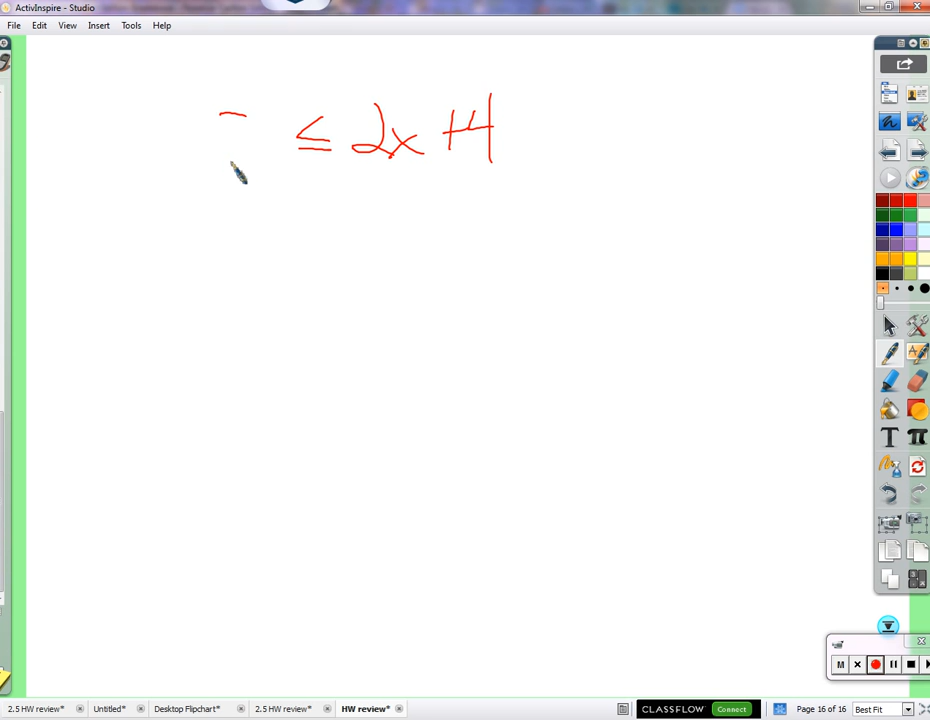 ActivInspire - Studio
File Edit View Insert Tools Help
≤ 2x +4
M
2.5 HW review* Untitled* Desktop Flipchart* 2.5 HW review* HW review*
CLASSFLOW Connect Page 16 of 16 Best Fit